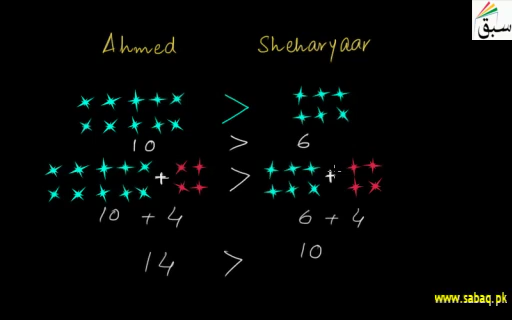 سبق
Ahmed Sheharyaar
>
10 > 6
+ > +
10 + 4 6 + 4
14 > 10
www.sabaq.pk